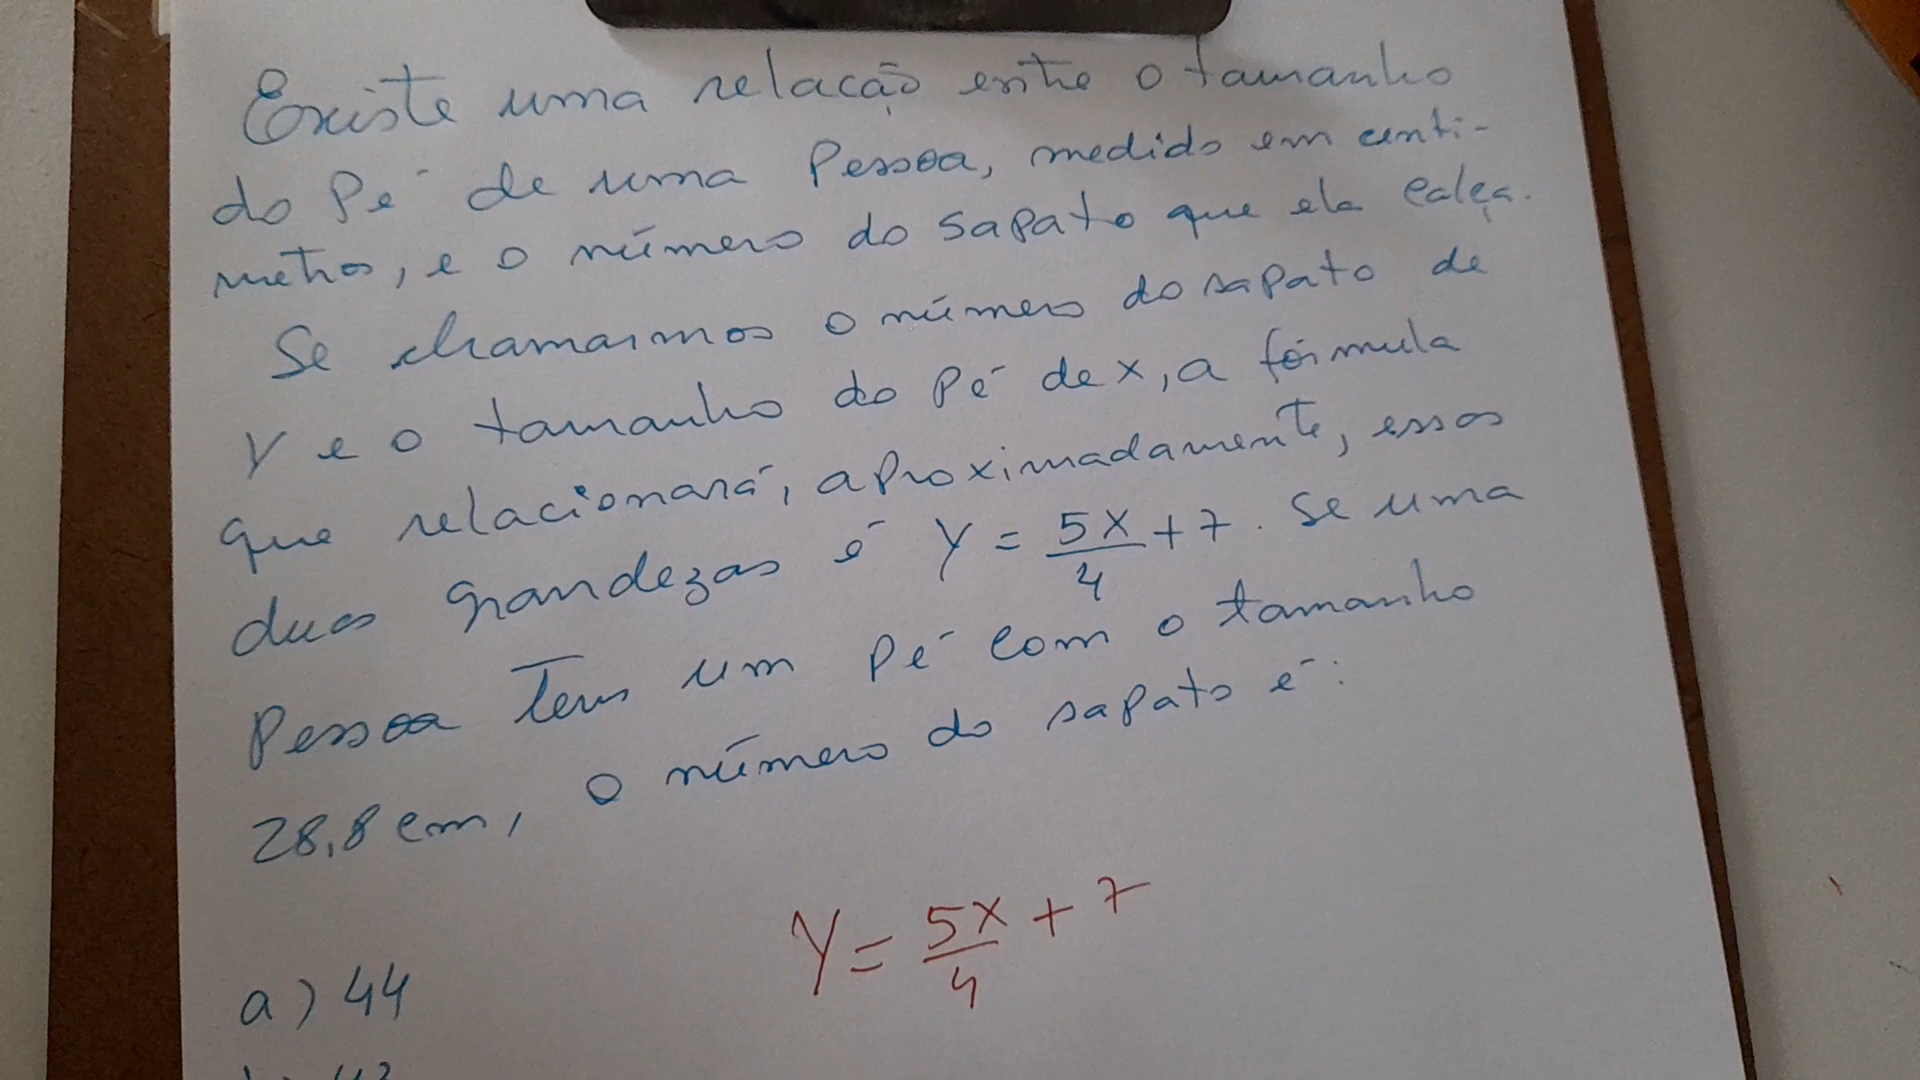 Existe uma relação entre o tamanho
do Pé de uma Pessoa, medido em centi-
metros, e o número do sapato que ela calça.
Se chamarmos o número do sapato de
Y e o tamanho do Pé de x, a fórmula
que relacionará, aproximadamente, essas
duas grandezas é Y = 5x/4 + 7. Se uma
Pessoa tem um Pé com o tamanho
28,8 cm, o número do sapato é:
Y = 5x/4 + 7
a) 44